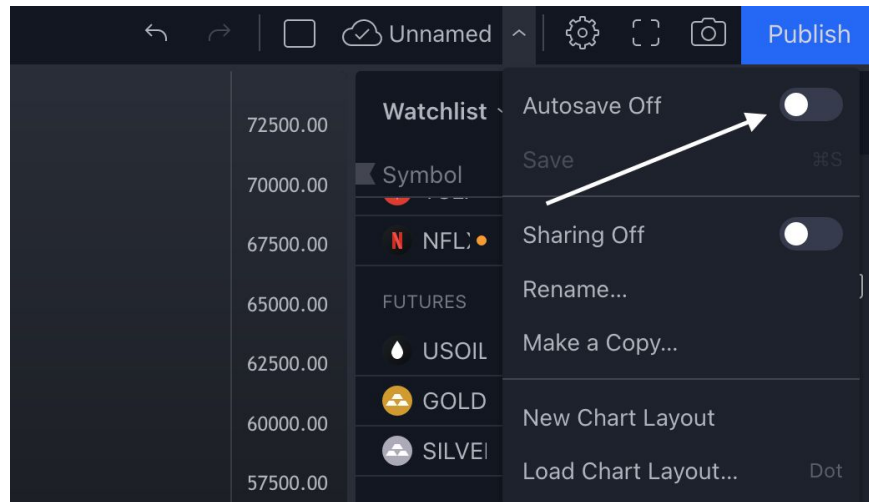 Unnamed
Publish
Autosave Off
Save ⌘S
Sharing Off
Rename...
Make a Copy...
New Chart Layout
Load Chart Layout... Dot
72500.00
70000.00
67500.00
65000.00
62500.00
60000.00
57500.00
Watchlist
Symbol
N NFL
FUTURES
USOIL
GOLD
SILVE